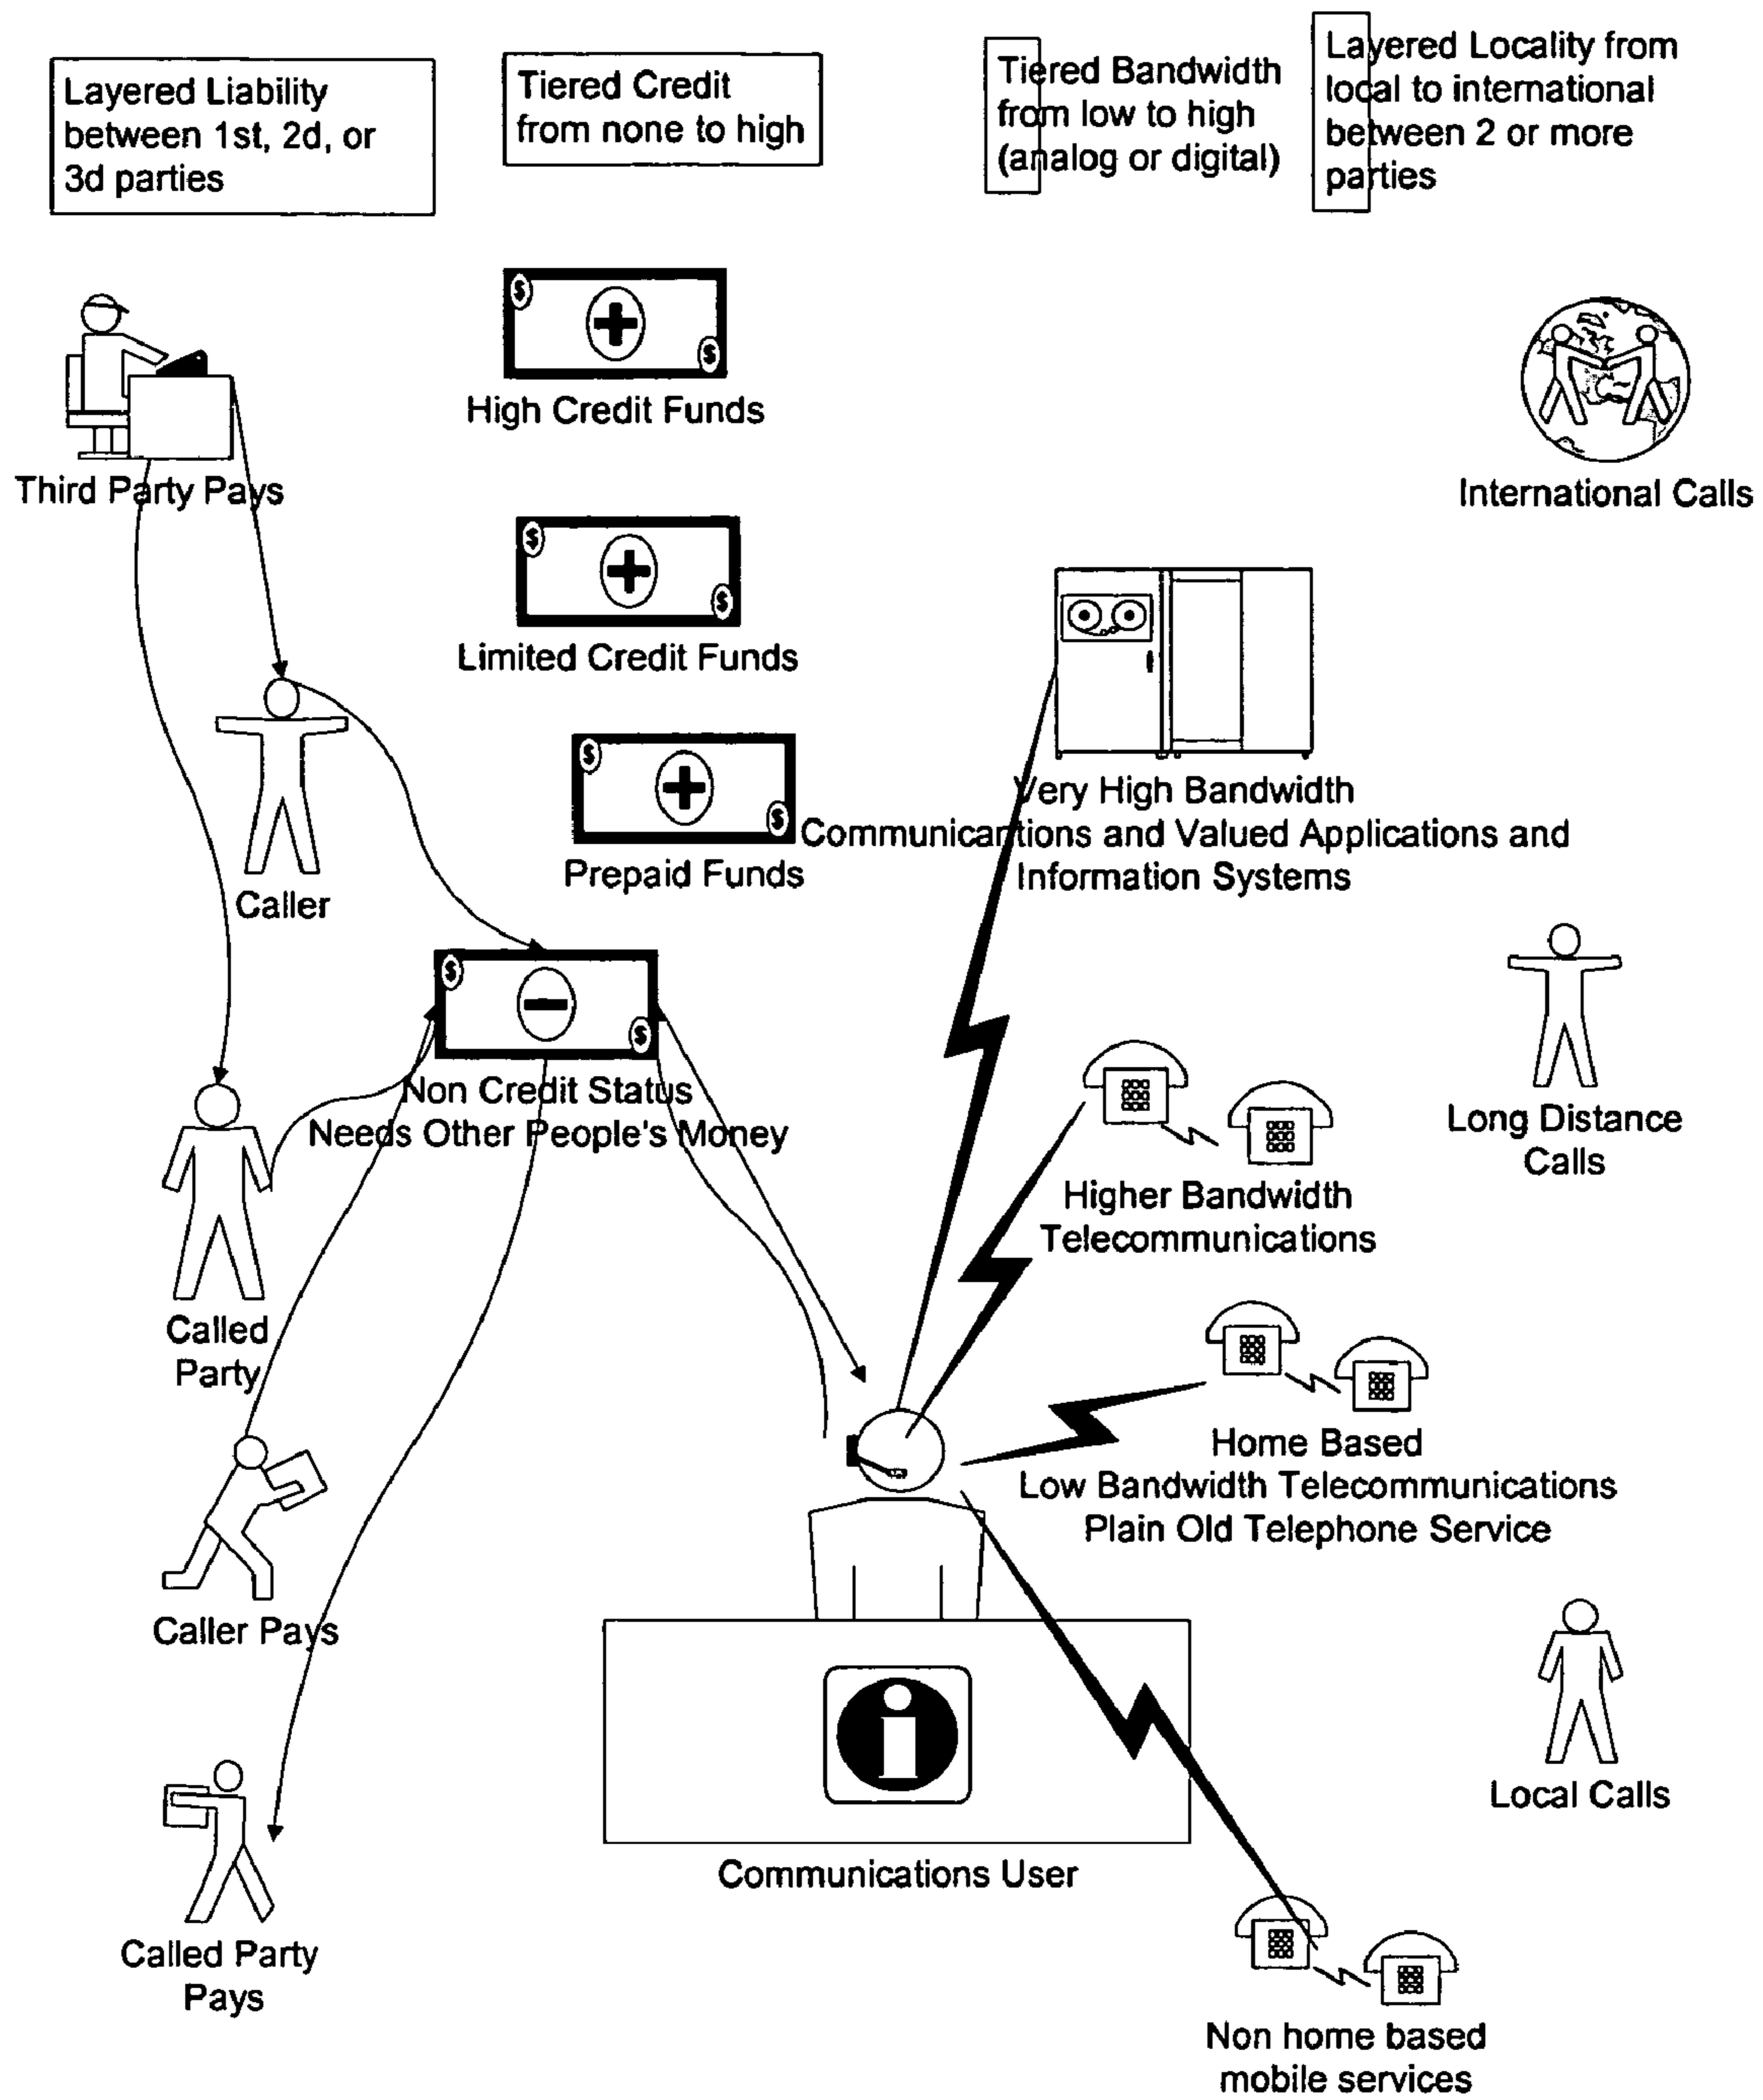 Layered Liability
between 1st, 2d, or
3d parties
Tiered Credit
from none to high
Tiered Bandwidth
from low to high
(analog or digital)
Layered Locality from
local to international
between 2 or more
parties
$
$
High Credit Funds
Third Party Pays
International Calls
$
$
Limited Credit Funds
$
$
Prepaid Funds
Very High Bandwidth
Communicantions and Valued Applications and
Information Systems
Caller
$
$
Non Credit Status
Needs Other People's Money
Long Distance
Calls
Higher Bandwidth
Telecommunications
Called
Party
Home Based
Low Bandwidth Telecommunications
Plain Old Telephone Service
Caller Pays
i
Local Calls
Communications User
Called Party
Pays
Non home based
mobile services